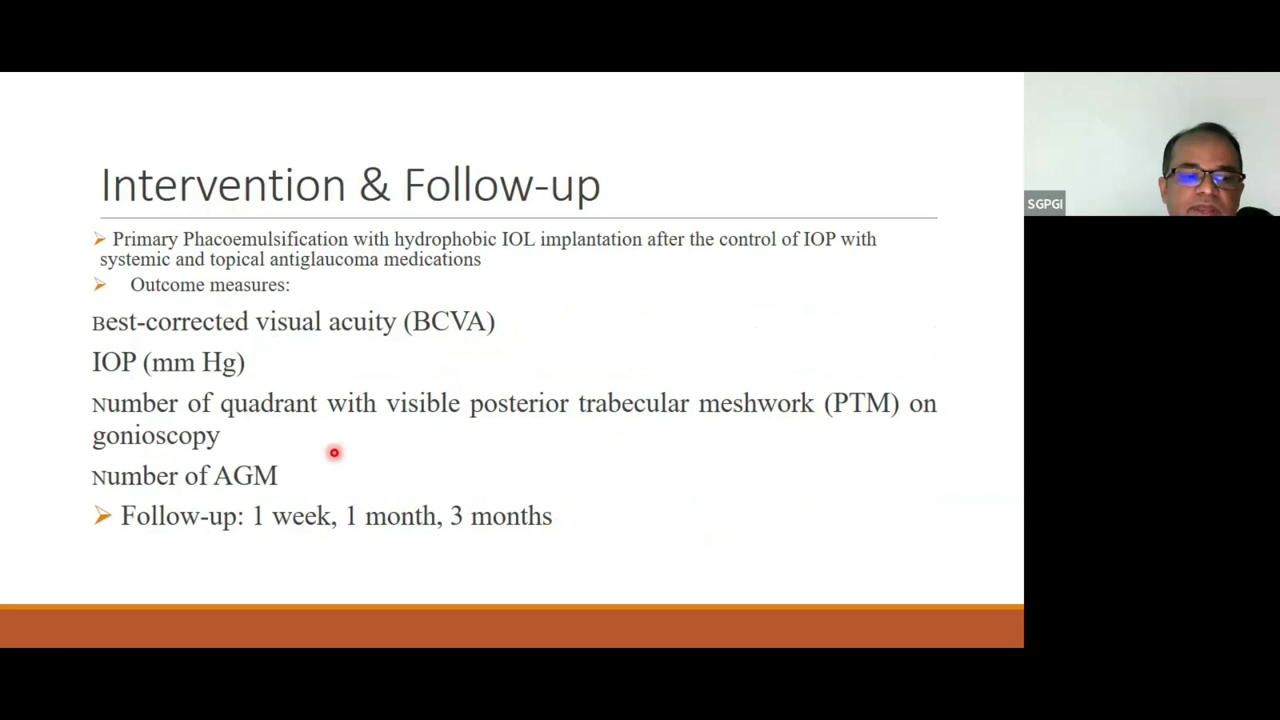 Intervention & Follow-up
➢ Primary Phacoemulsification with hydrophobic IOL implantation after the control of IOP with
systemic and topical antiglaucoma medications
➢ Outcome measures:
Best-corrected visual acuity (BCVA)
IOP (mm Hg)
Number of quadrant with visible posterior trabecular meshwork (PTM) on
gonioscopy
Number of AGM
➢ Follow-up: 1 week, 1 month, 3 months
SGPGI